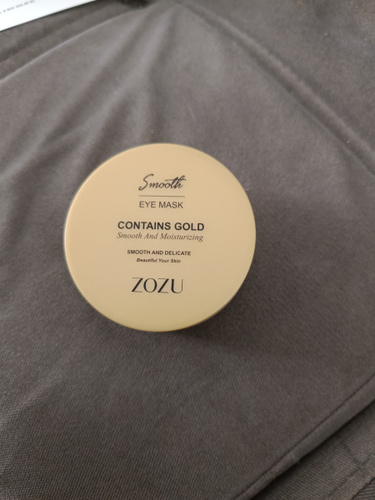 Smooth
EYE MASK
CONTAINS GOLD
Smooth And Moisturizing
SMOOTH AND DELICATE
Beautiful Your Skin
ZOZU